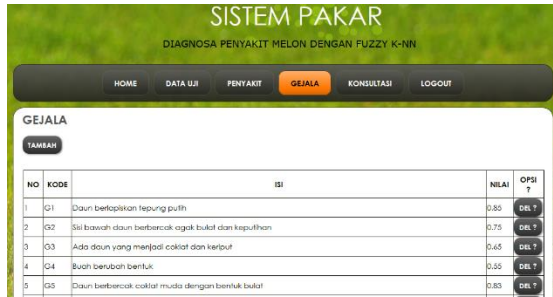 SISTEM PAKAR
DIAGNOSA PENYAKIT MELON DENGAN FUZZY K-NN
HOME DATA UJI PENYAKIT GEJALA KONSULTASI LOGOUT
GEJALA
TAMBAH
NO KODE ISI NILAI OPSI ?
1 G1 Daun berlapiskan tepung putih 0.85 DEL ?
2 G2 Sisi bawah daun berbercak agak bulat dan keputihan 0.75 DEL ?
3 G3 Ada daun yang menjadi coklat dan keriput 0.65 DEL ?
4 G4 Buah berubah bentuk 0.55 DEL ?
5 G5 Daun berbercak coklat muda dengan bentuk bulat 0.83 DEL ?